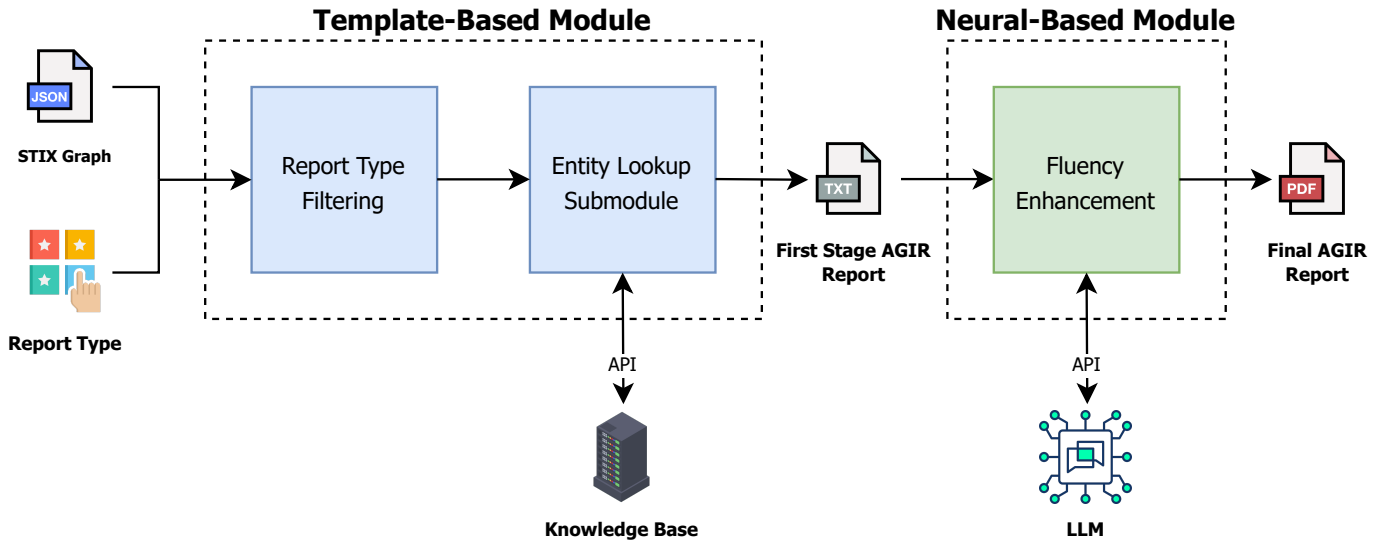 Template-Based Module
Neural-Based Module
JSON
STIX Graph
Report Type
Report Type
Filtering
Entity Lookup
Submodule
TXT
First Stage AGIR
Report
Fluency
Enhancement
PDF
Final AGIR
Report
API
Knowledge Base
API
LLM